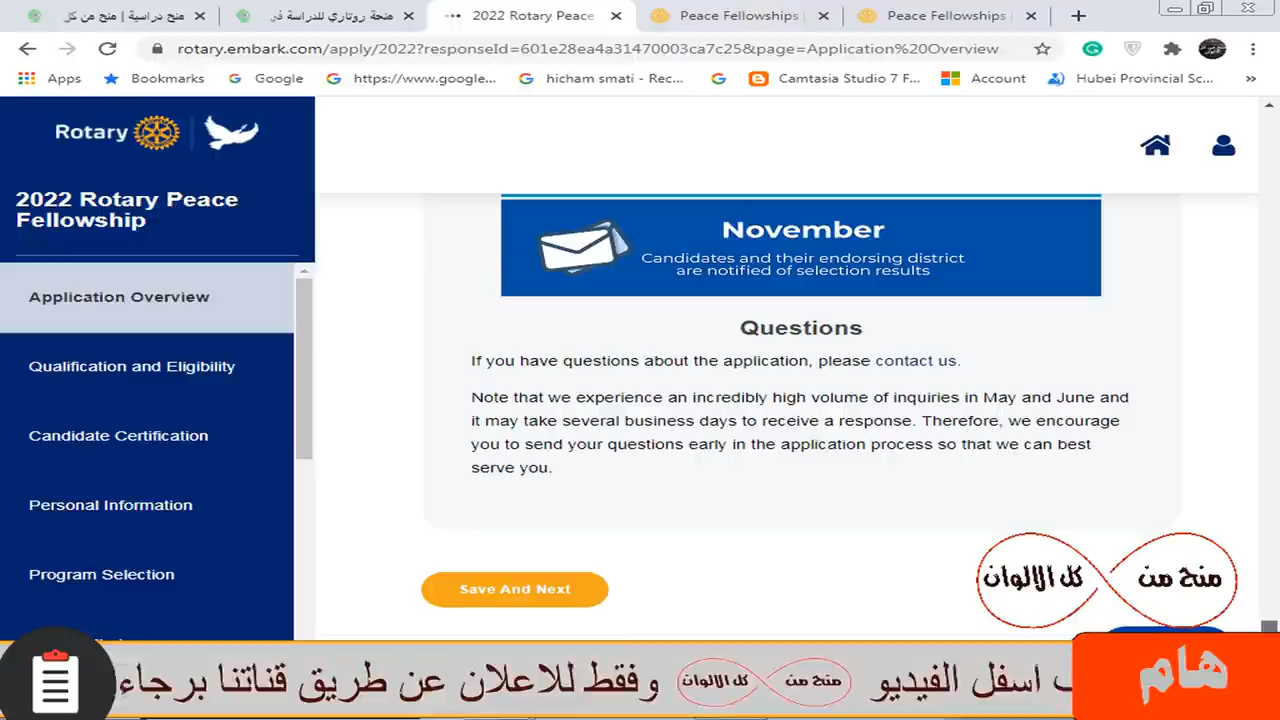 منح دراسية | منح من كل
منحة روتاري للدراسة في
2022 Rotary Peace
Peace Fellowships
Peace Fellowships
rotary.embark.com/apply/2022?responseId=601e28ea4a31470003ca7c25&page=Application%20Overview
Apps
Bookmarks
Google
https://www.google...
hicham smati - Rec...
Camtasia Studio 7 F...
Account
Hubei Provincial Sc...
Rotary
2022 Rotary Peace
Fellowship
Application Overview
Qualification and Eligibility
Candidate Certification
Personal Information
Program Selection
November
Candidates and their endorsing district
are notified of selection results
Questions
If you have questions about the application, please contact us.
Note that we experience an incredibly high volume of inquiries in May and June and
it may take several business days to receive a response. Therefore, we encourage
you to send your questions early in the application process so that we can best
serve you.
Save And Next
منح من كل الالوان
هام
اسفل الفيديو منح من كل الالوان وفقط للاعلان عن طريق قناتنا برجاء